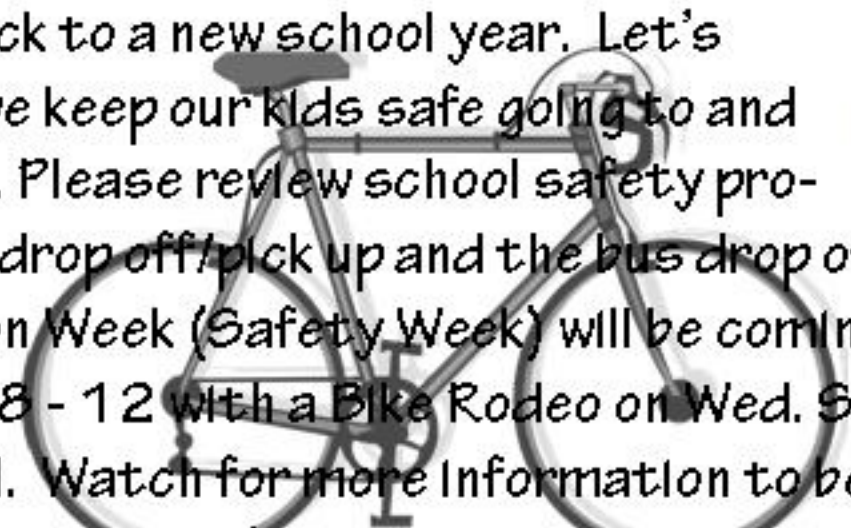 ck to a new school year. Let's
ve keep our kids safe going to and
. Please review school safety pro-
drop off/pick up and the bus drop o
n Week (Safety Week) will be comin
8 - 12 with a Bike Rodeo on Wed. S
. Watch for more information to be